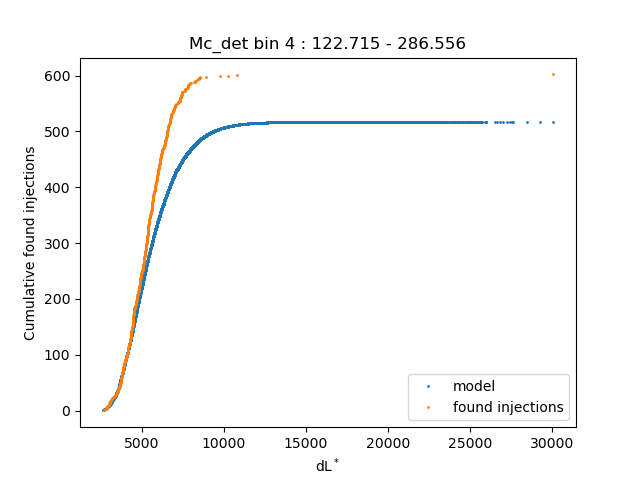 Mc_det bin 4 : 122.715 - 286.556
600
500
400
300
200
100
0
Cumulative found injections
model
found injections
5000 10000 15000 20000 25000 30000
dL*